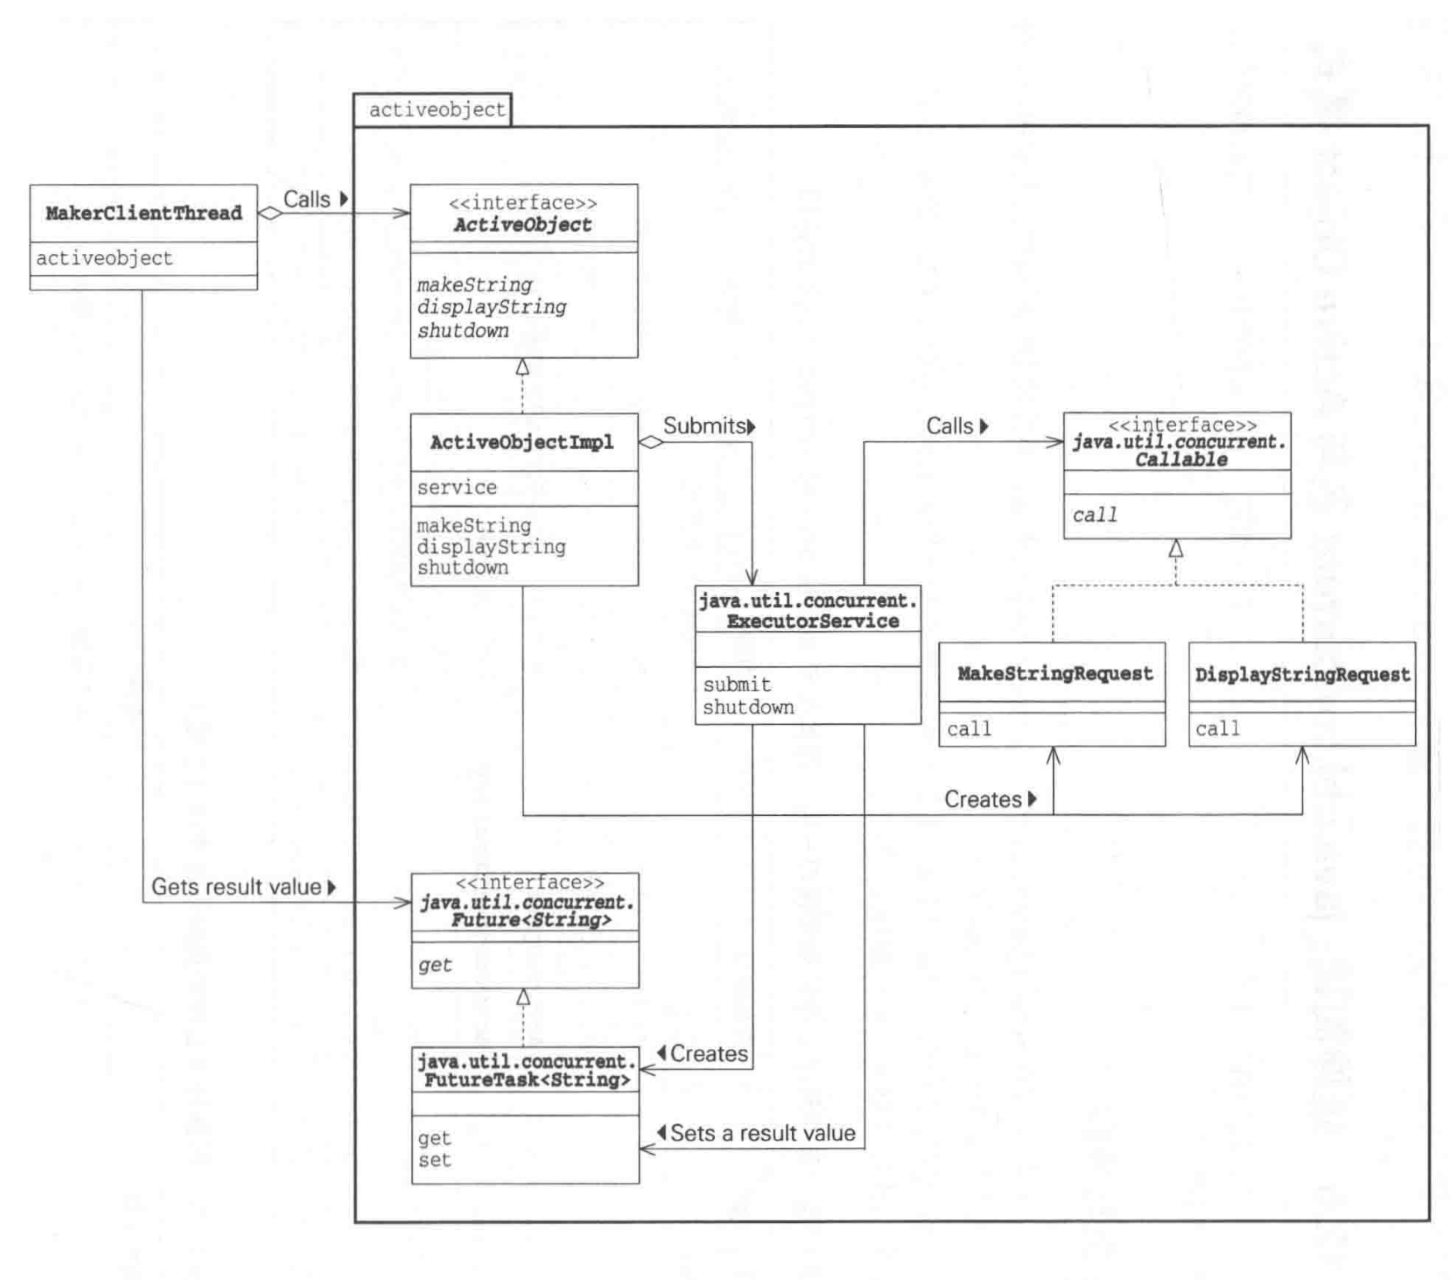 activeobject
MakerClientThread
activeobject
Calls
<<interface>>
ActiveObject
makeString
displayString
shutdown
ActiveObjectImpl
service
makeString
displayString
shutdown
Submits
Calls
<<interface>>
java.util.concurrent.
Callable
call
java.util.concurrent.
ExecutorService
submit
shutdown
MakeStringRequest
call
DisplayStringRequest
call
Creates
Gets result value
<<interface>>
java.util.concurrent.
Future<String>
get
java.util.concurrent.
FutureTask<String>
get
set
Creates
Sets a result value